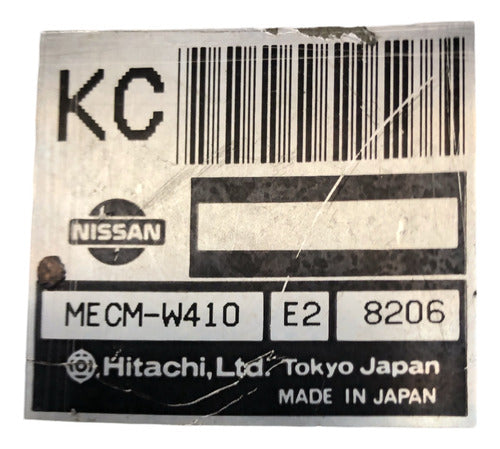 KC
NISSAN
MECM-W410 E2 8206
Hitachi, Ltd. Tokyo Japan
MADE IN JAPAN